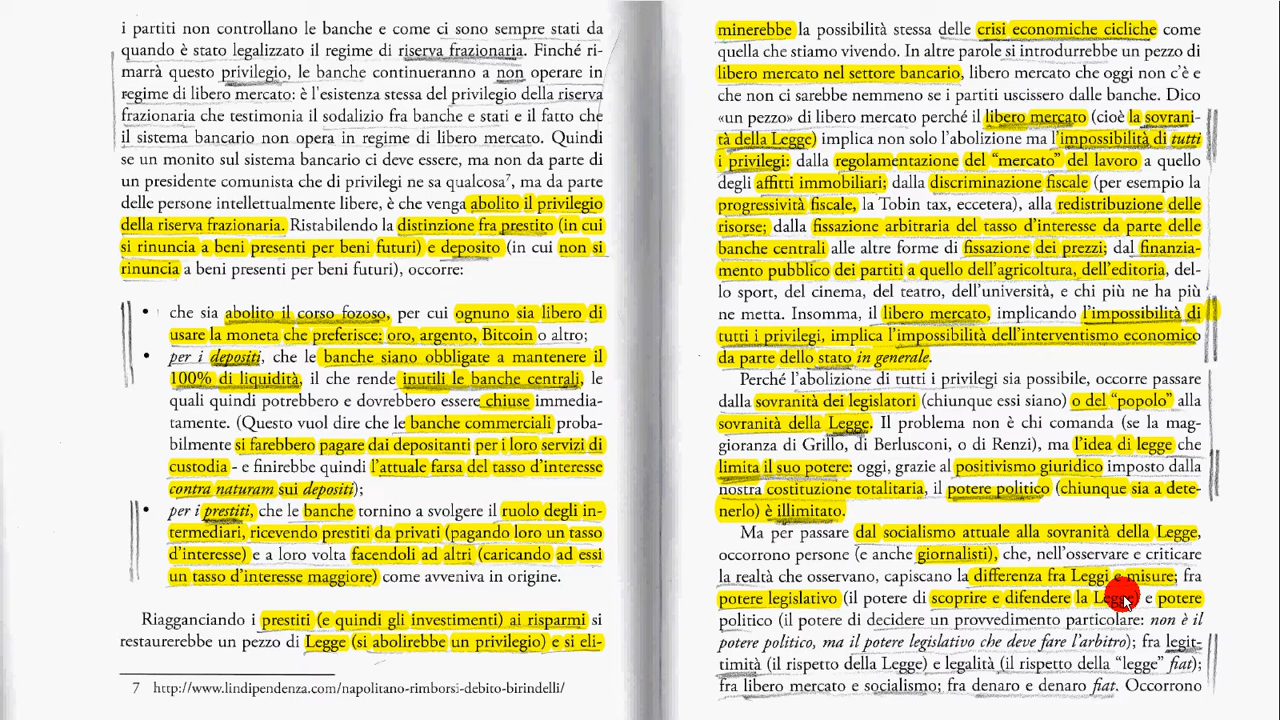 i partiti non controllano le banche e come ci sono sempre stati da
quando è stato legalizzato il regime di riserva frazionaria. Finché ri-
marrà questo privilegio, le banche continueranno a non operare in
regime di libero mercato: è l'esistenza stessa del privilegio della riserva
frazionaria che testimonia il sodalizio fra banche e stati e il fatto che
il sistema bancario non opera in regime di libero mercato. Quindi
se un monito sul sistema bancario ci deve essere, ma non da parte di
un presidente comunista che di privilegi ne sa qualcosa⁷, ma da parte
delle persone intellettualmente libere, è che venga abolito il privilegio
della riserva frazionaria. Ristabilendo la distinzione fra prestito (in cui
si rinuncia a beni presenti per beni futuri) e deposito (in cui non si
rinuncia a beni presenti per beni futuri), occorre:
• che sia abolito il corso fozoso, per cui ognuno sia libero di
usare la moneta che preferisce: oro, argento, Bitcoin o altro;
• per i depositi, che le banche siano obbligate a mantenere il
100% di liquidità, il che rende inutili le banche centrali, le
quali quindi potrebbero e dovrebbero essere chiuse immedia-
tamente. (Questo vuol dire che le banche commerciali proba-
bilmente si farebbero pagare dai depositanti per i loro servizi di
custodia - e finirebbe quindi l'attuale farsa del tasso d'interesse
contra naturam sui depositi);
• per i prestiti, che le banche tornino a svolgere il ruolo degli in-
termediari, ricevendo prestiti da privati (pagando loro un tasso
d'interesse) e a loro volta facendoli ad altri (caricando ad essi
un tasso d'interesse maggiore) come avveniva in origine.
Riagganciando i prestiti (e quindi gli investimenti) ai risparmi si
restaurerebbe un pezzo di Legge (si abolirebbe un privilegio) e si eli-
7 http://www.lindipendenza.com/napolitano-rimborsi-debito-birindelli/
minerebbe la possibilità stessa delle crisi economiche cicliche come
quella che stiamo vivendo. In altre parole si introdurrebbe un pezzo di
libero mercato nel settore bancario, libero mercato che oggi non c'è e
che non ci sarebbe nemmeno se i partiti uscissero dalle banche. Dico
«un pezzo» di libero mercato perché il libero mercato (cioè la sovrani-
tà della Legge) implica non solo l'abolizione ma l'impossibilità di tutti
i privilegi: dalla regolamentazione del "mercato" del lavoro a quello
degli affitti immobiliari; dalla discriminazione fiscale (per esempio la
progressività fiscale, la Tobin tax, eccetera), alla redistribuzione delle
risorse; dalla fissazione arbitraria del tasso d'interesse da parte delle
banche centrali alle altre forme di fissazione dei prezzi; dal finanzia-
mento pubblico dei partiti a quello dell'agricoltura, dell'editoria, del-
lo sport, del cinema, del teatro, dell'università, e chi più ne ha più
ne metta. Insomma, il libero mercato, implicando l'impossibilità di
tutti i privilegi, implica l'impossibilità dell'interventismo economico
da parte dello stato in generale.
Perché l'abolizione di tutti i privilegi sia possibile, occorre passare
dalla sovranità dei legislatori (chiunque essi siano) o del "popolo" alla
sovranità della Legge. Il problema non è chi comanda (se la mag-
gioranza di Grillo, di Berlusconi, o di Renzi), ma l'idea di legge che
limita il suo potere: oggi, grazie al positivismo giuridico imposto dalla
nostra costituzione totalitaria, il potere politico (chiunque sia a dete-
nerlo) è illimitato.
Ma per passare dal socialismo attuale alla sovranità della Legge,
occorrono persone (e anche giornalisti), che, nell'osservare e criticare
la realtà che osservano, capiscano la differenza fra Leggi e misure; fra
potere legislativo (il potere di scoprire e difendere la Legge) e potere
politico (il potere di decidere un provvedimento particolare: non è il
potere politico, ma il potere legislativo che deve fare l'arbitro); fra legit-
timità (il rispetto della Legge) e legalità (il rispetto della "legge" fiat);
fra libero mercato e socialismo; fra denaro e denaro fiat. Occorrono